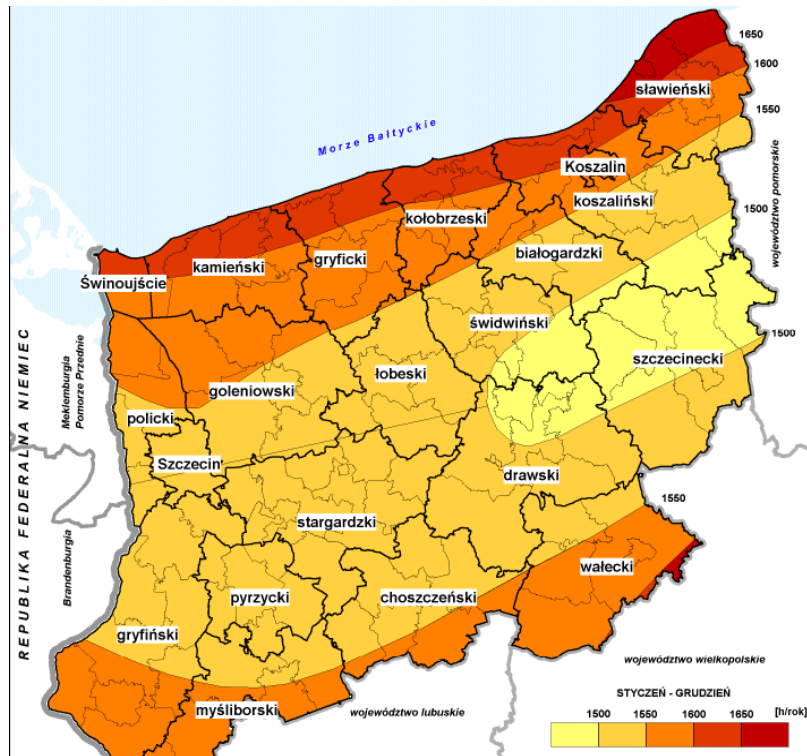 1650
1600
1550
sławieński
Morze Bałtyckie
Koszalin
koszaliński
województwo pomorskie
1500
kołobrzeski
gryficki
kamieński
białogardzki
Świnoujście
świdwiński
1500
szczecinecki
łobeski
goleniowski
Meklemburgia
Pomorze Przednie
policki
Szczecin
drawski
REPUBLIKA FEDERALNA NIEMIEC
1550
stargardzki
Brandenburgia
wałecki
pyrzycki
choszczeński
gryfiński
województwo wielkopolskie
myśliborski
województwo lubuskie
STYCZEŃ - GRUDZIEŃ
1500 1550 1600 1650 [h/rok]